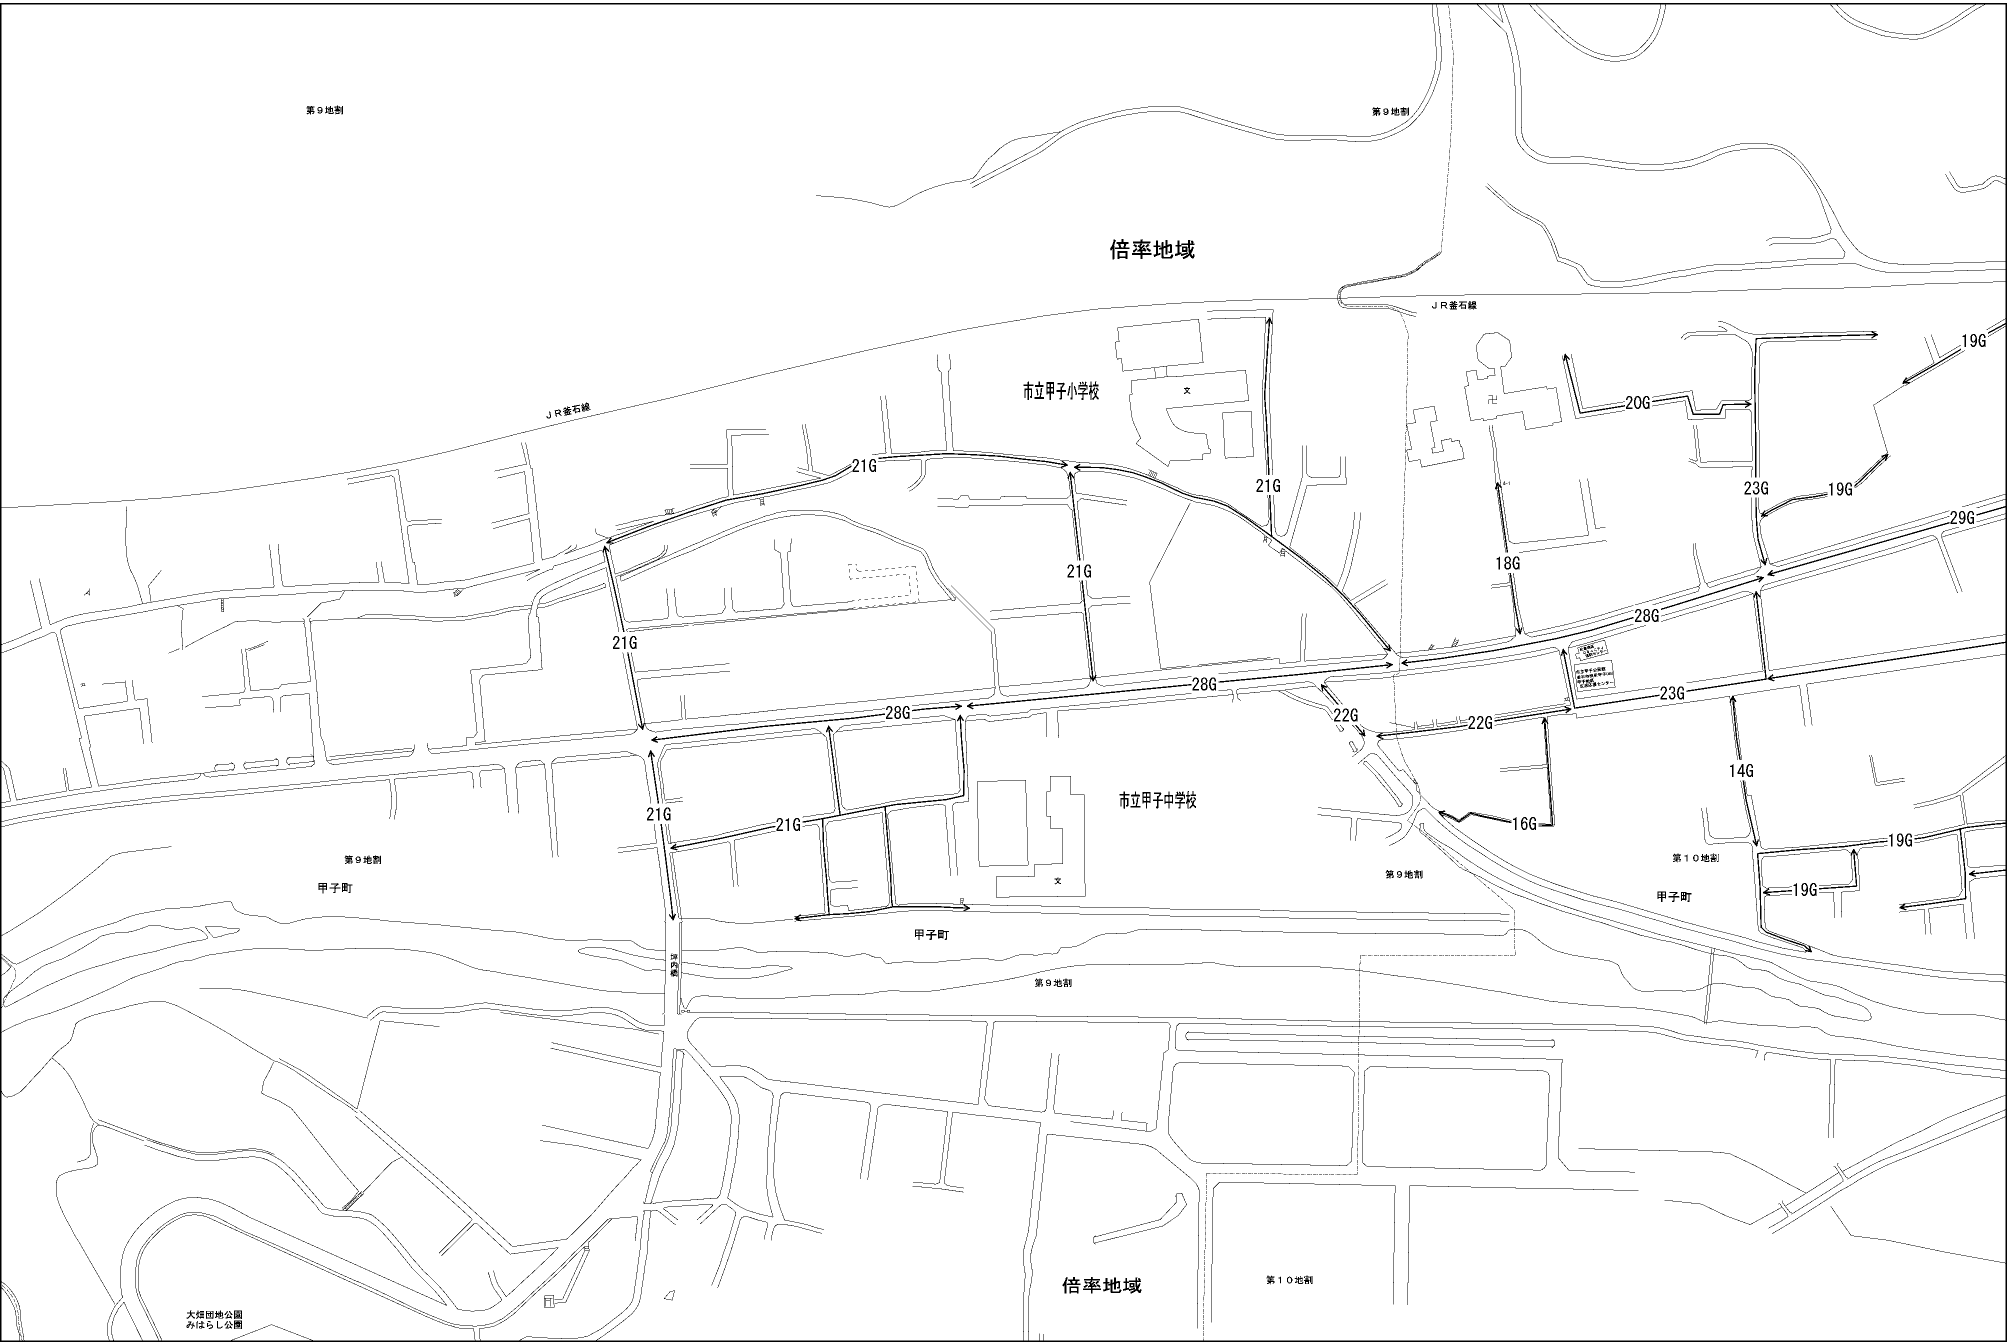 第９地割
第９地割
倍率地域
ＪＲ釜石線
19G
市立甲子小学校
文
ＪＲ釜石線
20G
21G
21G
23G
19G
29G
21G
18G
28G
21G
28G
23G
28G
22G
22G
14G
市立甲子中学校
21G
21G
16G
19G
第９地割
甲子町
文
第９地割
第１０地割
19G
甲子町
甲子町
坪内橋
第９地割
倍率地域
第１０地割
大畑団地公園
みはらし公園